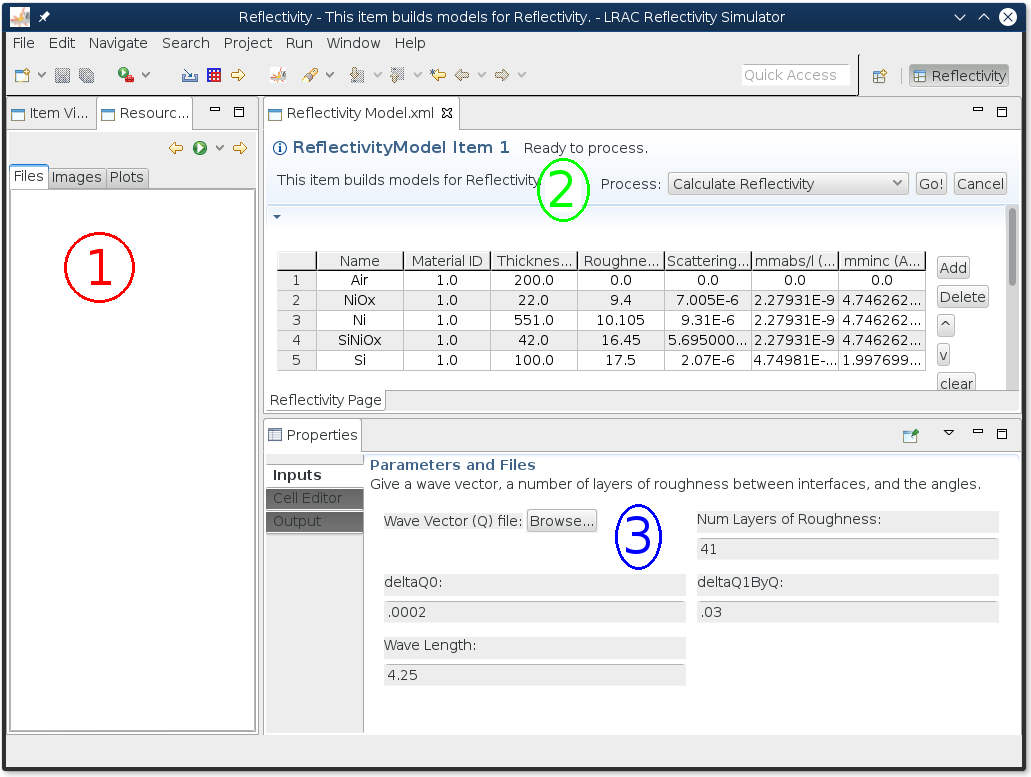 Reflectivity - This item builds models for Reflectivity. - LRAC Reflectivity Simulator
File Edit Navigate Search Project Run Window Help
Quick Access Reflectivity
Item Vi... Resourc...
Files Images Plots
1
Reflectivity Model.xml
ReflectivityModel Item 1 Ready to process.
This item builds models for Reflectivity
2
Process: Calculate Reflectivity Go! Cancel
Name Material ID Thicknes... Roughne... Scattering... mmabs/l (... mminc (A...
1 Air 1.0 200.0 0.0 0.0 0.0 0.0
2 NiOx 1.0 22.0 9.4 7.005E-6 2.27931E-9 4.746262...
3 Ni 1.0 551.0 10.105 9.31E-6 2.27931E-9 4.746262...
4 SiNiOx 1.0 42.0 16.45 5.695000... 2.27931E-9 4.746262...
5 Si 1.0 100.0 17.5 2.07E-6 4.74981E-... 1.997699...
Add
Delete
^
v
clear
Reflectivity Page
Properties
Inputs
Cell Editor
Output
Parameters and Files
Give a wave vector, a number of layers of roughness between interfaces, and the angles.
Wave Vector (Q) file: Browse...
3
Num Layers of Roughness:
41
deltaQ0:
.0002
deltaQ1ByQ:
.03
Wave Length:
4.25